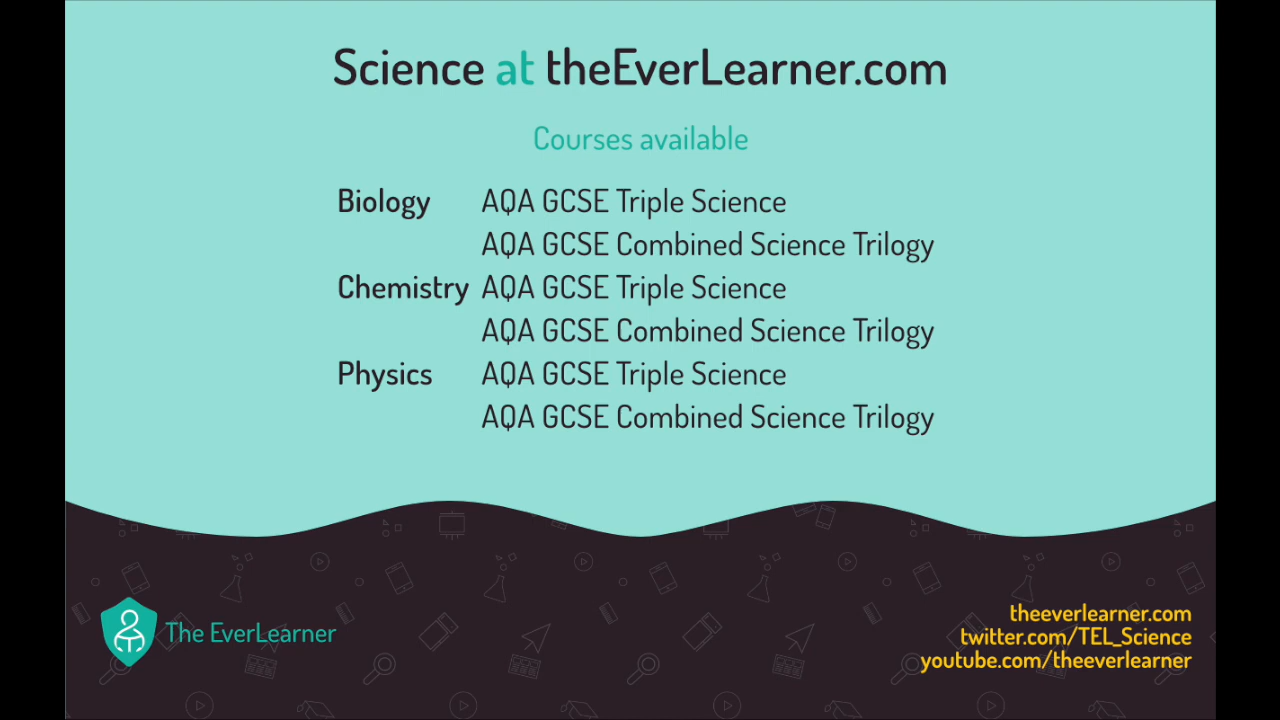 Science at theEverLearner.com
Courses available
Biology AQA GCSE Triple Science
AQA GCSE Combined Science Trilogy
Chemistry AQA GCSE Triple Science
AQA GCSE Combined Science Trilogy
Physics AQA GCSE Triple Science
AQA GCSE Combined Science Trilogy
The EverLearner
theeverlearner.com
twitter.com/TEL_Science
youtube.com/theeverlearner